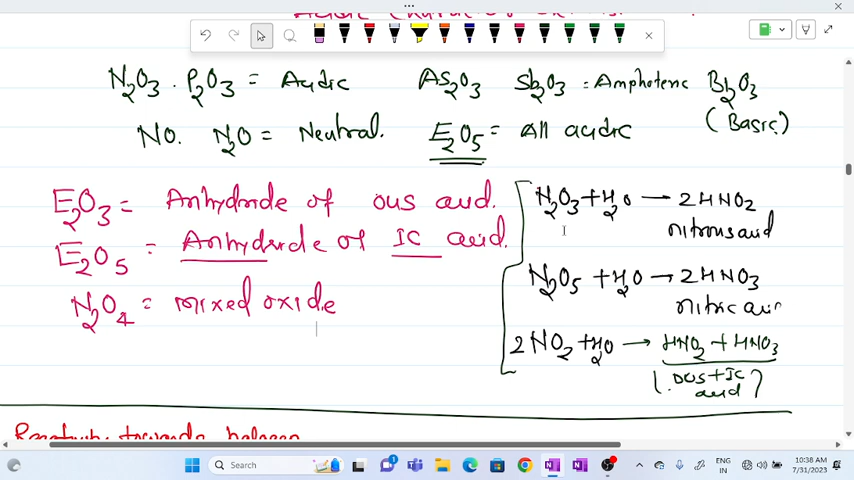 N2O3 . P2O3 = Acidic As2O3 Sb2O3 = Amphoteric Bi2O3
NO. N2O = Neutral. E2O5 = All acidic (Basic)
E2O3 = Anhydride of ous acid.
E2O5 = Anhydride of IC acid.
N2O4 = mixed oxide
N2O3 + H2O → 2HNO2
nitrous acid
N2O5 + H2O → 2HNO3
nitric aci
2NO2 + H2O → HNO2 + HNO3
(ous + IC acid)
Search
1
ENG
IN
10:38 AM
7/31/2023